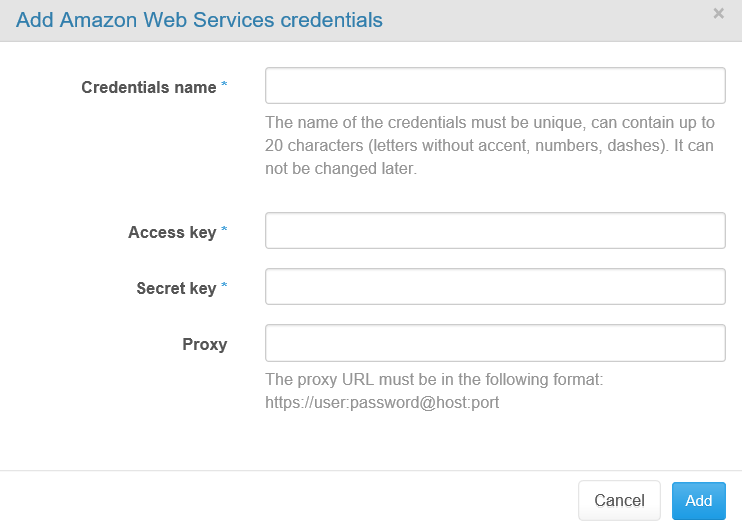 Add Amazon Web Services credentials
×
Credentials name *
The name of the credentials must be unique, can contain up to
20 characters (letters without accent, numbers, dashes). It can
not be changed later.
Access key *
Secret key *
Proxy
The proxy URL must be in the following format:
https://user:password@host:port
Cancel
Add